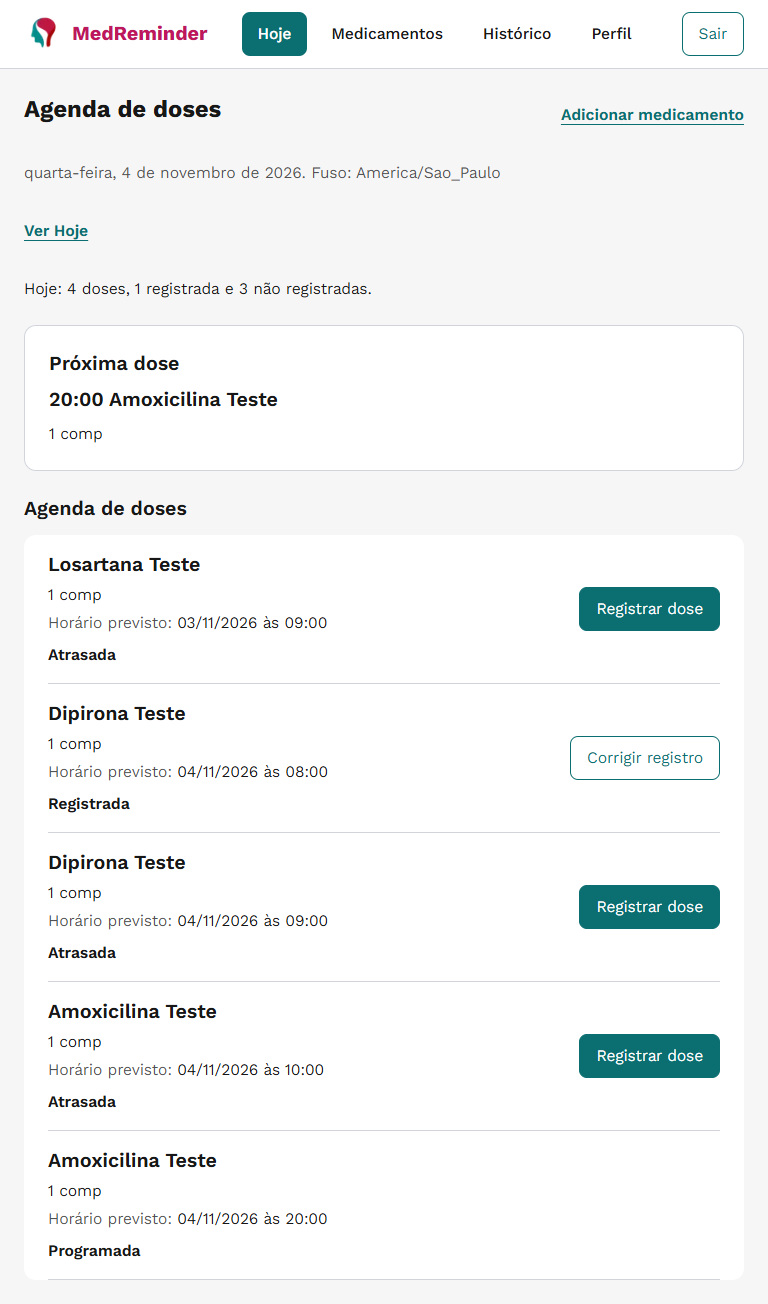 MedReminder
Hoje
Medicamentos
Histórico
Perfil
Sair
Agenda de doses
Adicionar medicamento
quarta-feira, 4 de novembro de 2026. Fuso: America/Sao_Paulo
Ver Hoje
Hoje: 4 doses, 1 registrada e 3 não registradas.
Próxima dose
20:00 Amoxicilina Teste
1 comp
Agenda de doses
Losartana Teste
1 comp
Horário previsto: 03/11/2026 às 09:00
Atrasada
Registrar dose
Dipirona Teste
1 comp
Horário previsto: 04/11/2026 às 08:00
Registrada
Corrigir registro
Dipirona Teste
1 comp
Horário previsto: 04/11/2026 às 09:00
Atrasada
Registrar dose
Amoxicilina Teste
1 comp
Horário previsto: 04/11/2026 às 10:00
Atrasada
Registrar dose
Amoxicilina Teste
1 comp
Horário previsto: 04/11/2026 às 20:00
Programada